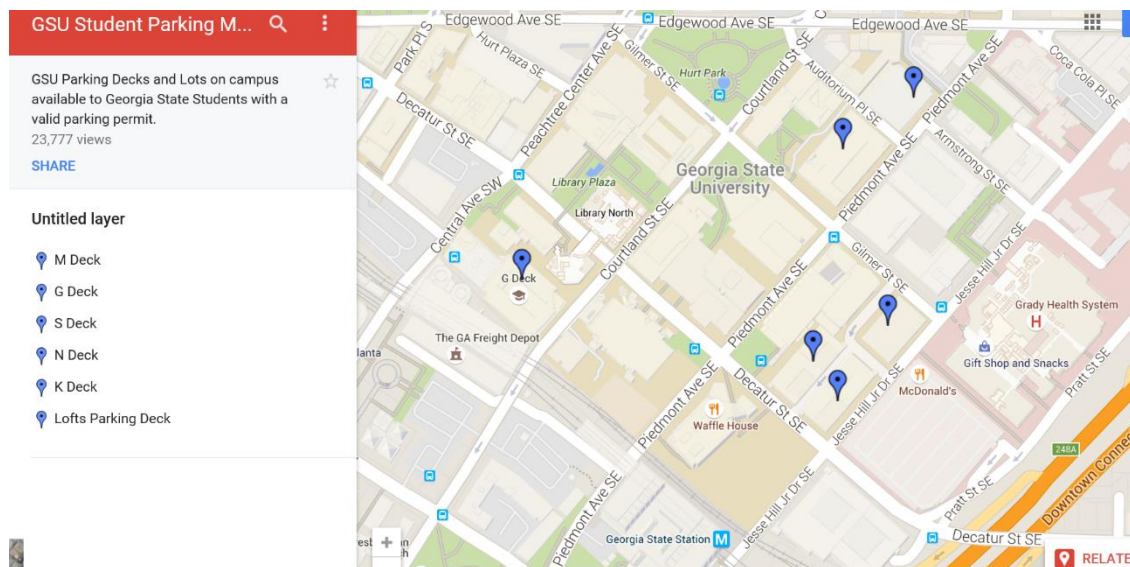 GSU Student Parking M...
GSU Parking Decks and Lots on campus
available to Georgia State Students with a
valid parking permit.
23,777 views
SHARE
Untitled layer
M Deck
G Deck
S Deck
N Deck
K Deck
Lofts Parking Deck
Edgewood Ave SE
Edgewood Ave SE
Edgewood Ave SE
Park Pl S
Hurt Plaza SE
Gilmer St SE
Hurt Park
Courtland St
Auditorium Pl SE
Piedmont Ave SE
Coca Cola Pl SE
Decatur St SE
Peachtree Center Ave SE
Armstrong St SE
Georgia State
University
Library Plaza
Piedmont Ave SE
Central Ave SW
Library North
Courtland St SE
Gilmer St SE
Jesse Hill Jr Dr SE
G Deck
Grady Health System
H
The GA Freight Depot
lanta
Piedmont Ave SE
Gift Shop and Snacks
Pratt St SE
McDonald's
Decatur St SE
Jesse Hill Jr Dr SE
Waffle House
Piedmont Ave SE
248A
Downtown Connec
Pratt St SE
Georgia State Station
M
Jesse Hill Jr Dr SE
Piedmont Ave SE
Decatur St SE
RELATE